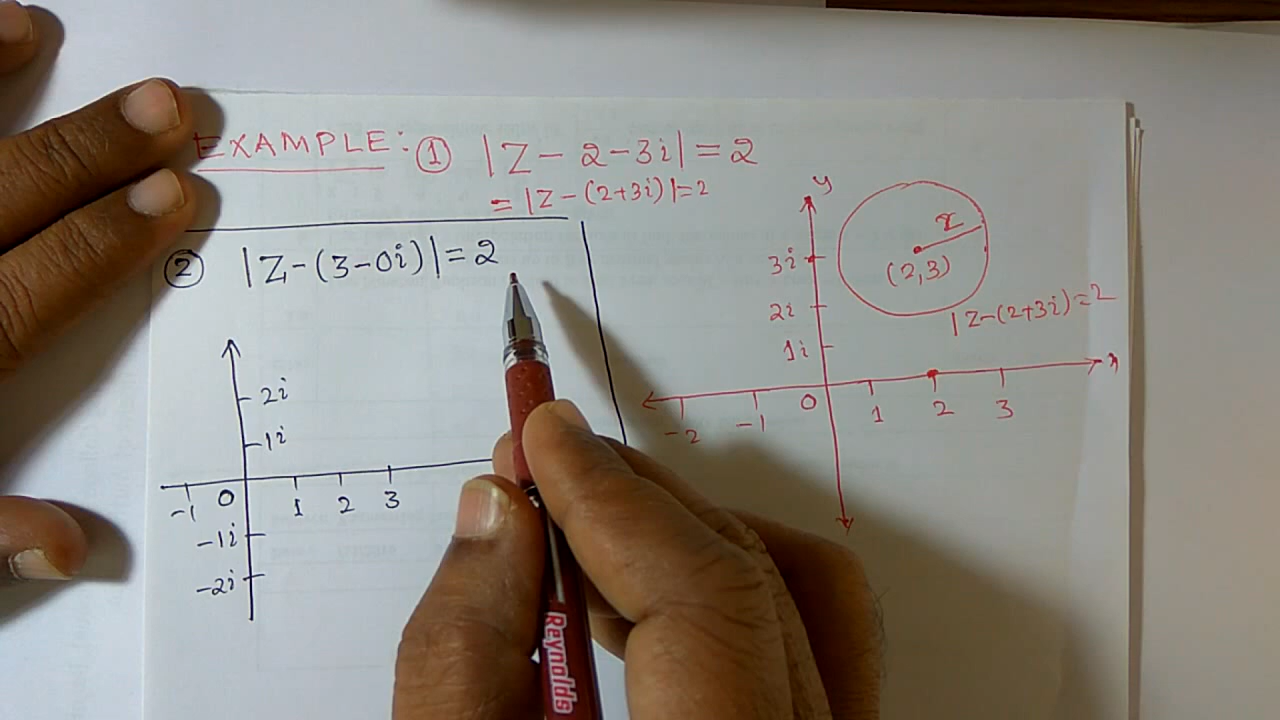 EXAMPLE: ① |Z - 2 - 3i| = 2
= |Z - (2+3i)| = 2
② |Z - (3 - 0i)| = 2
2i
1i
-1 0 1 2 3
-1i
-2i
y
r
3i (2,3)
2i |Z-(2+3i)=2
1i
x
-2 -1 0 1 2 3
Reynolds